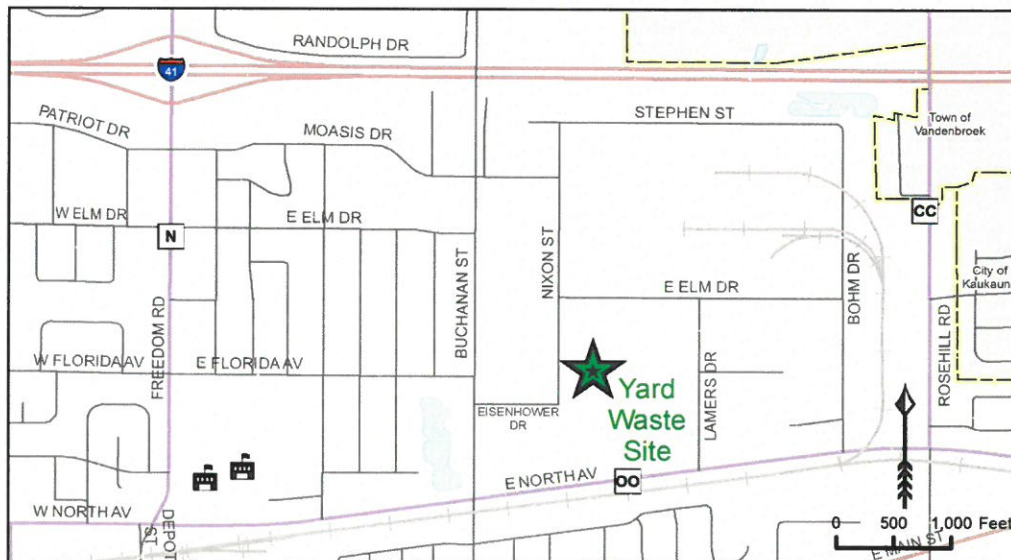 RANDOLPH DR
41
PATRIOT DR
MOASIS DR
STEPHEN ST
Town of
Vandenbroek
W ELM DR
N
E ELM DR
CC
BUCHANAN ST
NIXON ST
E ELM DR
BOHM DR
City of
Kaukaun
FREEDOM RD
ROSEHILL RD
W FLORIDA AV
E FLORIDA AV
Yard
Waste
Site
LAMERS DR
EISENHOWER
DR
E NORTH AV
OO
W NORTH AV
DEPOT
ST
0 500 1,000 Feet
E MAIN ST